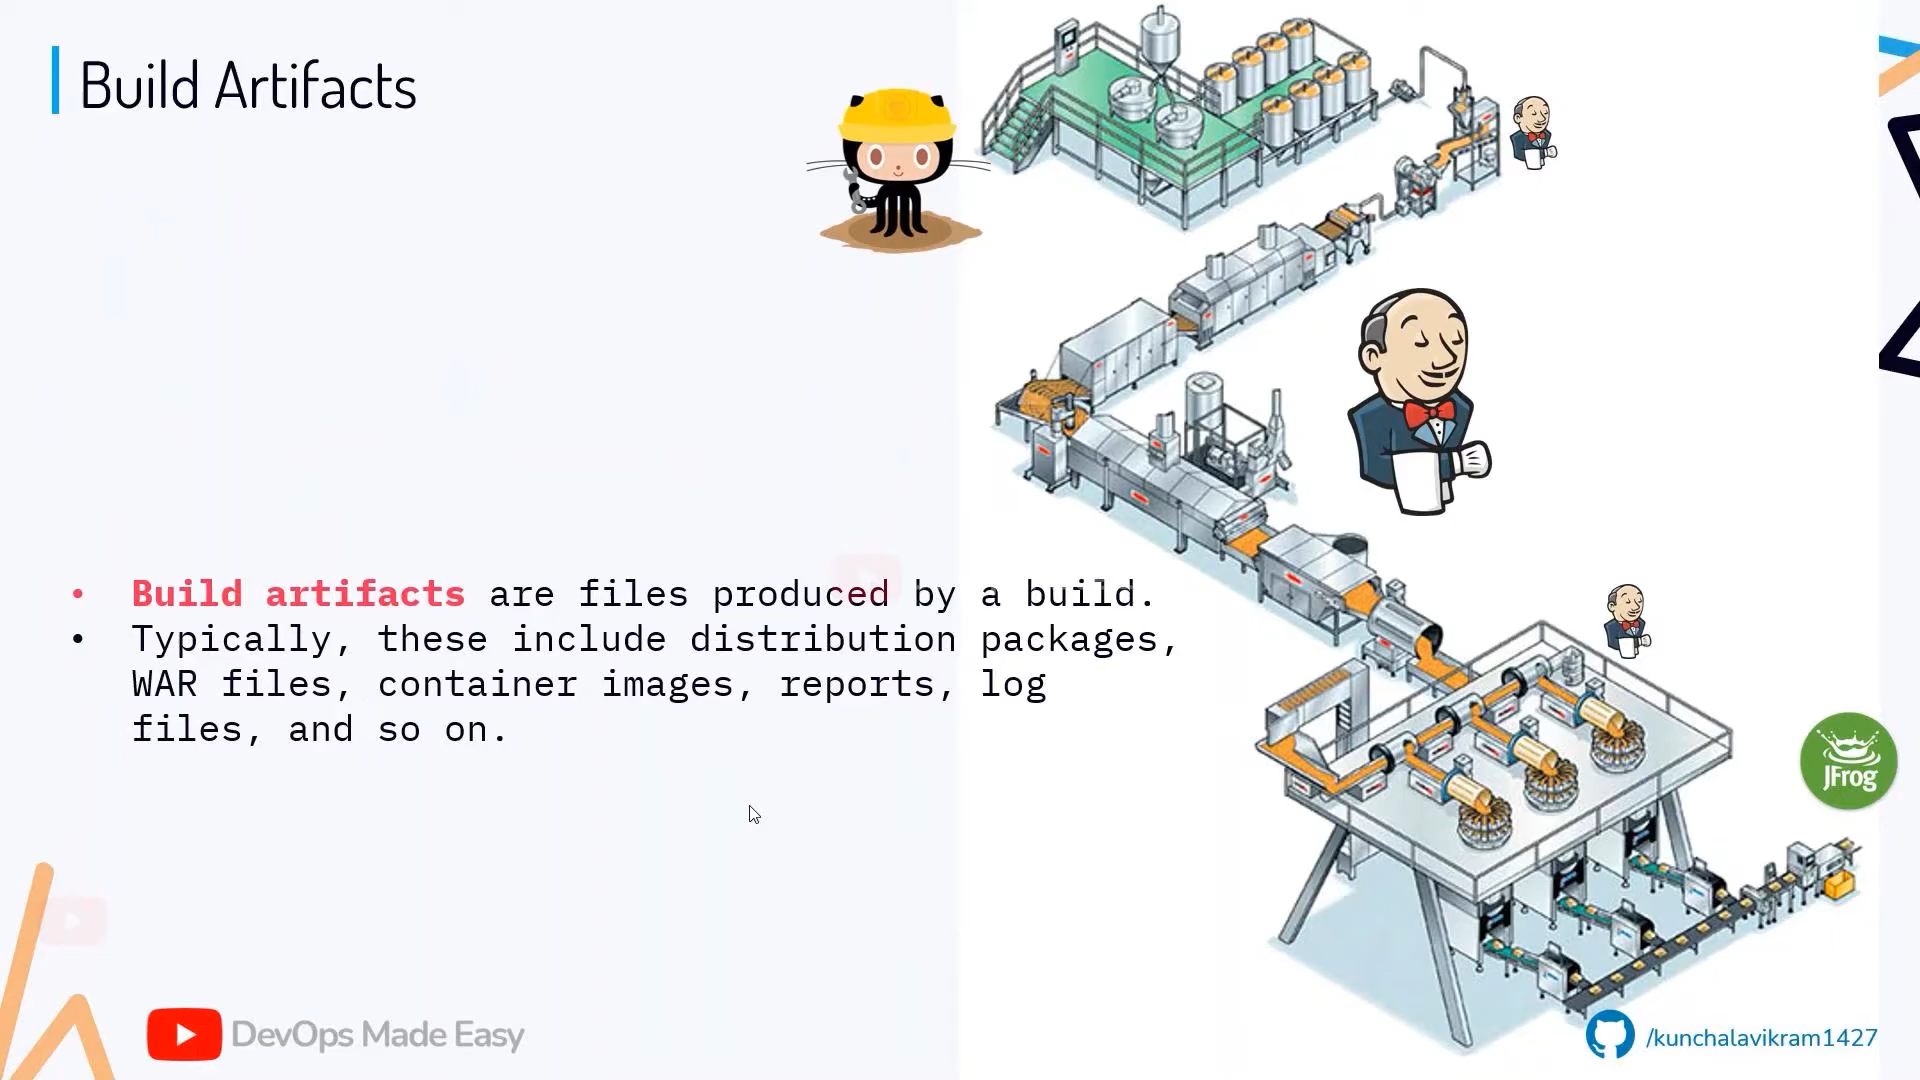 Build Artifacts
• Build artifacts are files produced by a build.
• Typically, these include distribution packages,
WAR files, container images, reports, log
files, and so on.
JFrog
DevOps Made Easy
/kunchalavikram1427